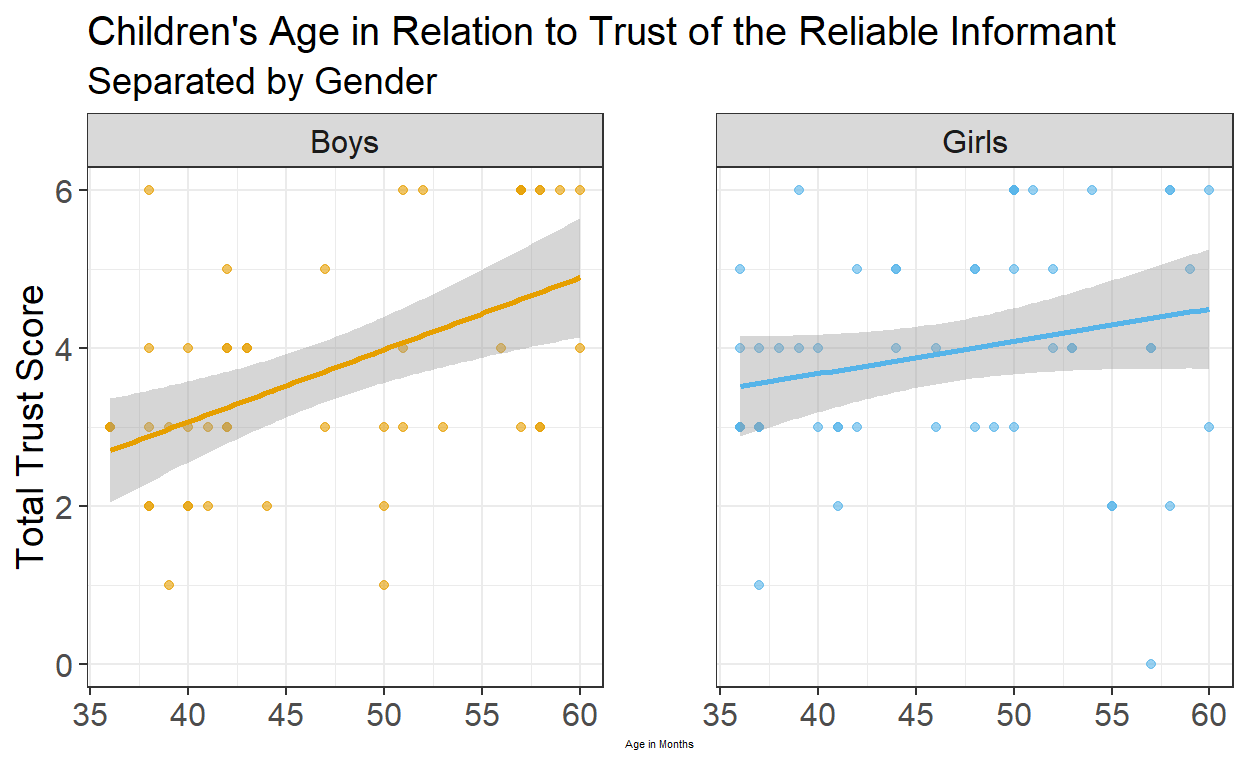 Children's Age in Relation to Trust of the Reliable Informant
Separated by Gender
Boys
Girls
Total Trust Score
6
4
2
0
35 40 45 50 55 60
35 40 45 50 55 60
Age in Months